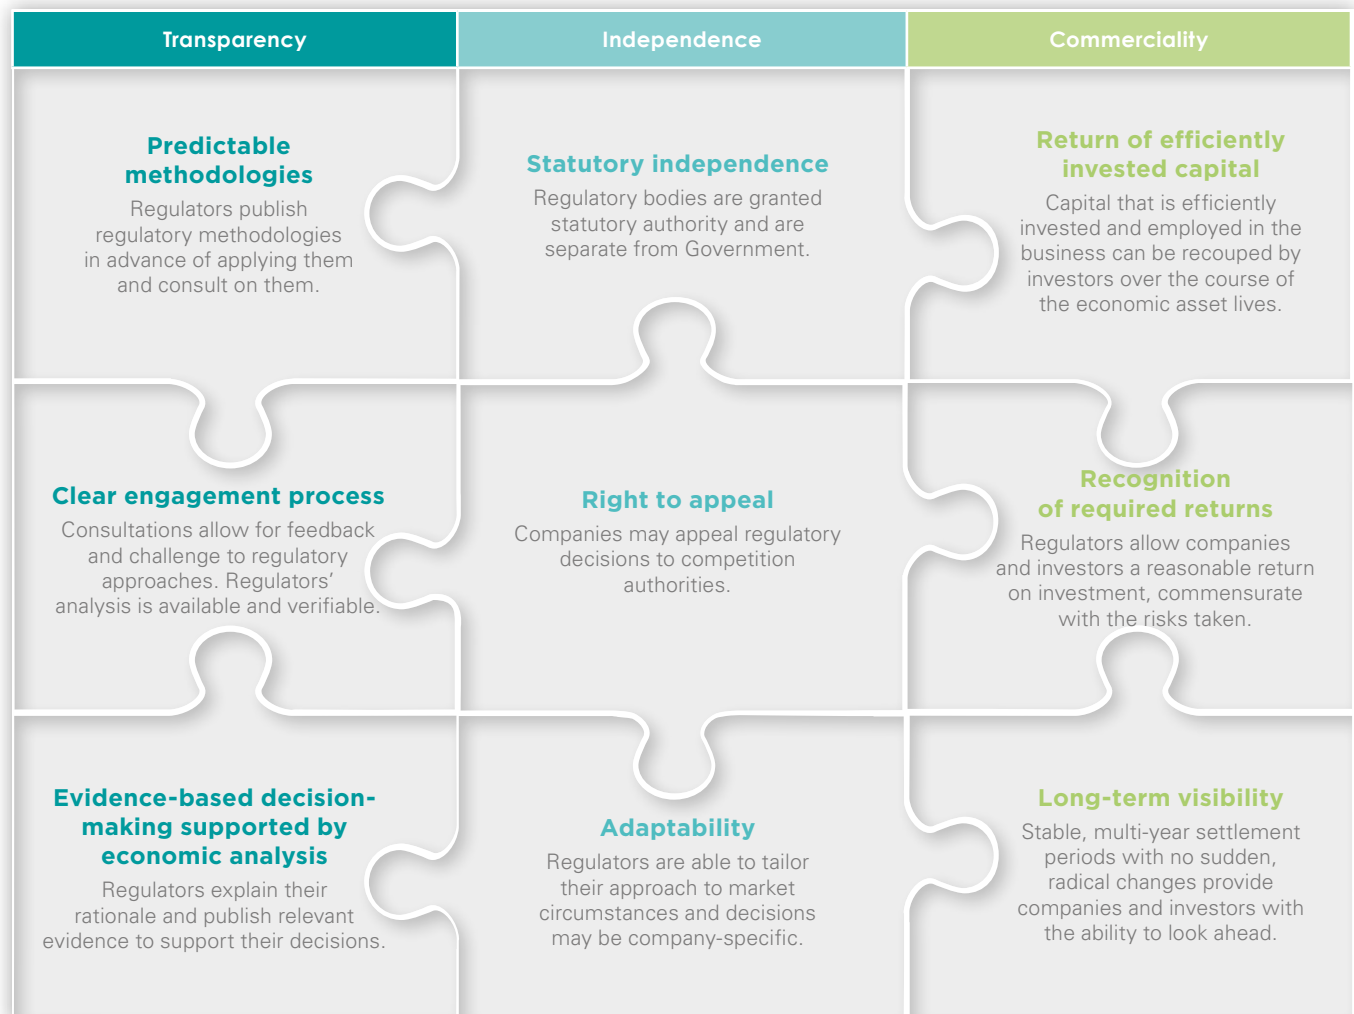 Transparency
Independence
Commerciality
Predictable
methodologies
Regulators publish
regulatory methodologies
in advance of applying them
and consult on them.
Statutory independence
Regulatory bodies are granted
statutory authority and are
separate from Government.
Return of efficiently
invested capital
Capital that is efficiently
invested and employed in the
business can be recouped by
investors over the course of
the economic asset lives.
Clear engagement process
Consultations allow for feedback
and challenge to regulatory
approaches. Regulators’
analysis is available and verifiable.
Right to appeal
Companies may appeal regulatory
decisions to competition
authorities.
Recognition
of required returns
Regulators allow companies
and investors a reasonable return
on investment, commensurate
with the risks taken.
Evidence-based decision-
making supported by
economic analysis
Regulators explain their
rationale and publish relevant
evidence to support their decisions.
Adaptability
Regulators are able to tailor
their approach to market
circumstances and decisions
may be company-specific.
Long-term visibility
Stable, multi-year settlement
periods with no sudden,
radical changes provide
companies and investors with
the ability to look ahead.